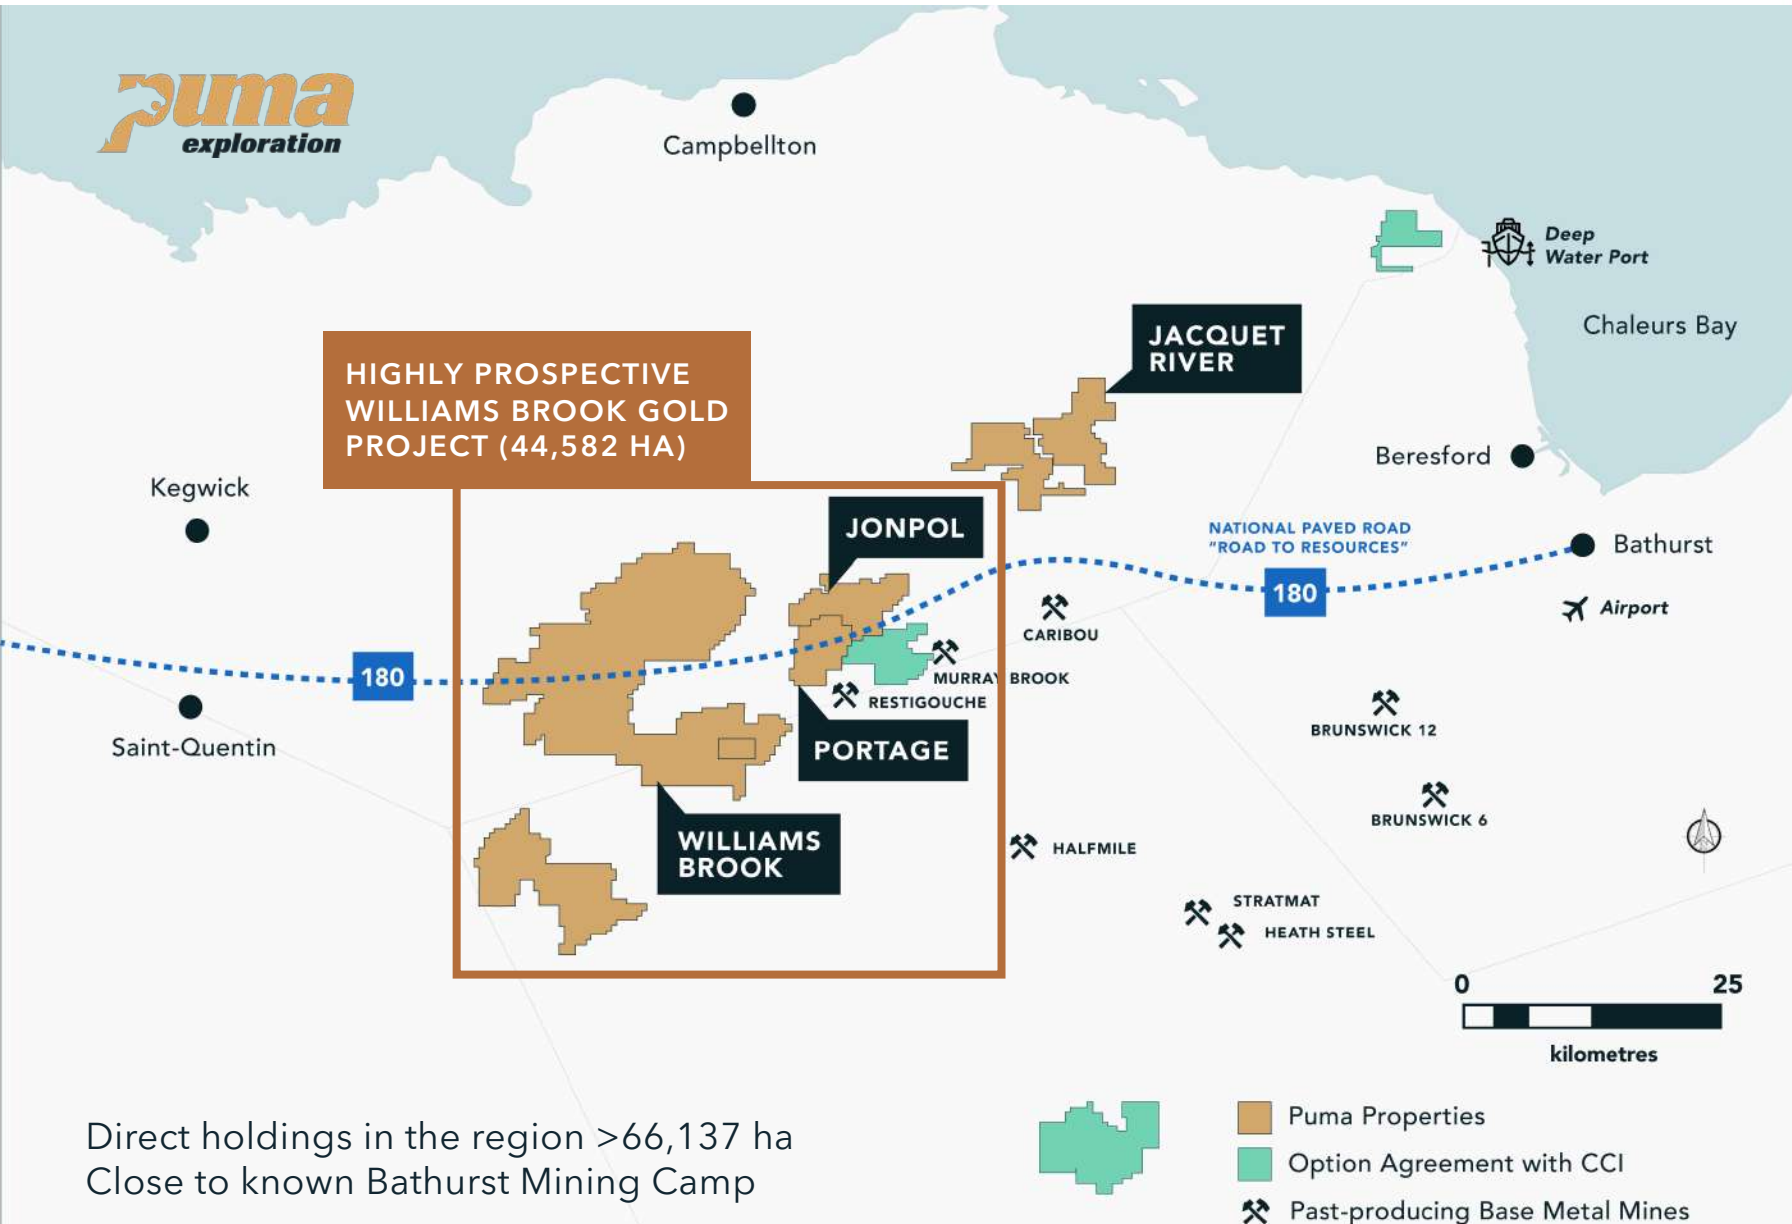 puma
exploration
Campbellton
Deep
Water Port
Chaleurs Bay
JACQUET
RIVER
HIGHLY PROSPECTIVE
WILLIAMS BROOK GOLD
PROJECT (44,582 HA)
Beresford
Kegwick
JONPOL
NATIONAL PAVED ROAD
"ROAD TO RESOURCES"
Bathurst
180
Airport
CARIBOU
180
MURRAY BROOK
RESTIGOUCHE
BRUNSWICK 12
Saint-Quentin
PORTAGE
BRUNSWICK 6
WILLIAMS
BROOK
HALFMILE
STRATMAT
HEATH STEEL
0 25
kilometres
Direct holdings in the region >66,137 ha
Close to known Bathurst Mining Camp
Puma Properties
Option Agreement with CCI
Past-producing Base Metal Mines